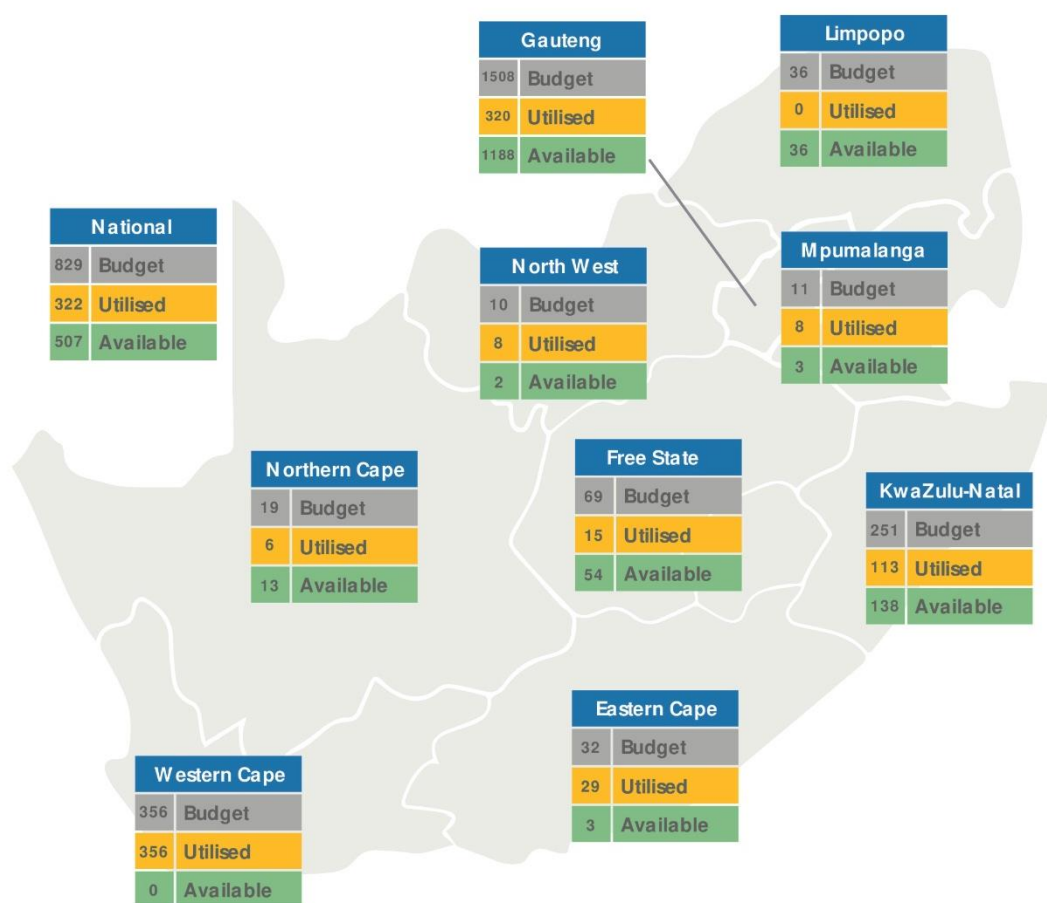 Gauteng
1508 Budget
320 Utilised
1188 Available
Limpopo
36 Budget
0 Utilised
36 Available
National
829 Budget
322 Utilised
507 Available
North West
10 Budget
8 Utilised
2 Available
Mpumalanga
11 Budget
8 Utilised
3 Available
Northern Cape
19 Budget
6 Utilised
13 Available
Free State
69 Budget
15 Utilised
54 Available
KwaZulu-Natal
251 Budget
113 Utilised
138 Available
Eastern Cape
32 Budget
29 Utilised
3 Available
Western Cape
356 Budget
356 Utilised
0 Available